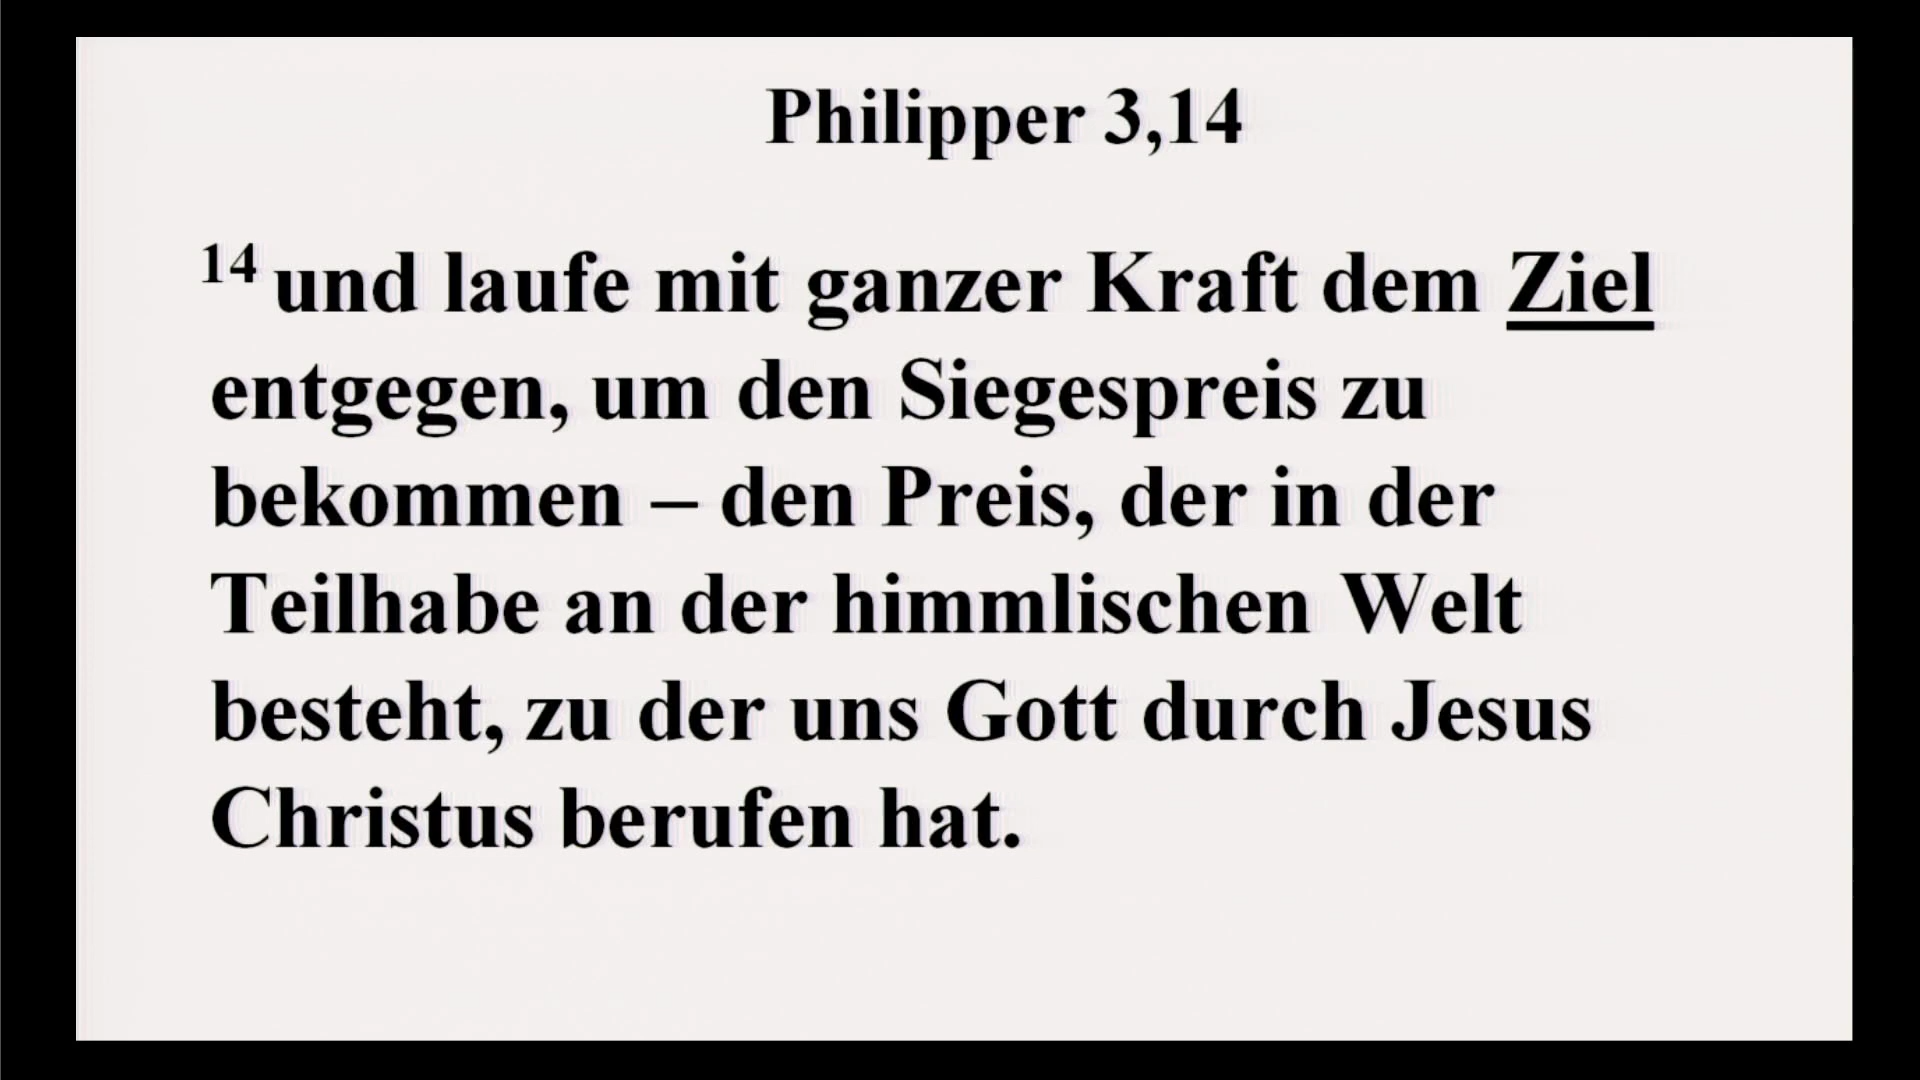 Philipper 3,14
14 und laufe mit ganzer Kraft dem Ziel
entgegen, um den Siegespreis zu
bekommen – den Preis, der in der
Teilhabe an der himmlischen Welt
besteht, zu der uns Gott durch Jesus
Christus berufen hat.